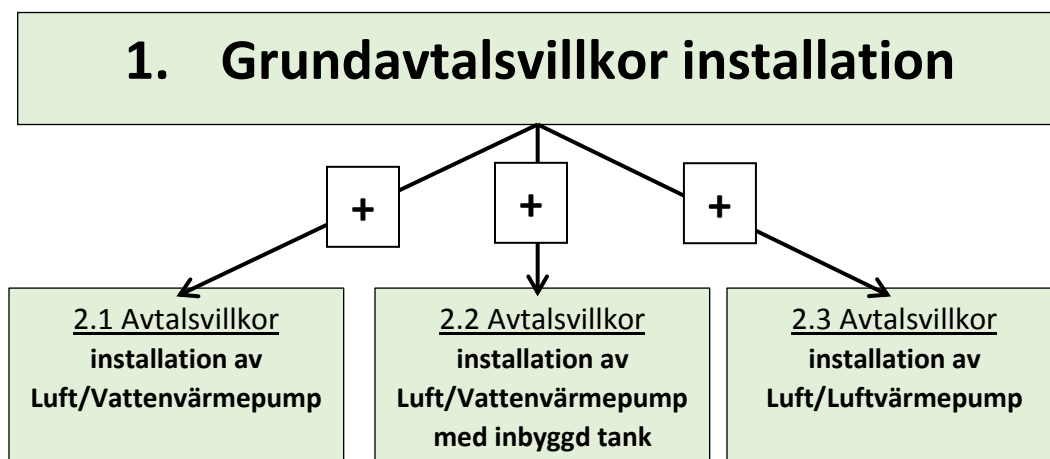 1. Grundavtalsvillkor installation
+
+
+
2.1 Avtalsvillkor
installation av
Luft/Vattenvärmepump
2.2 Avtalsvillkor
installation av
Luft/Vattenvärmepump
med inbyggd tank
2.3 Avtalsvillkor
installation av
Luft/Luftvärmepump